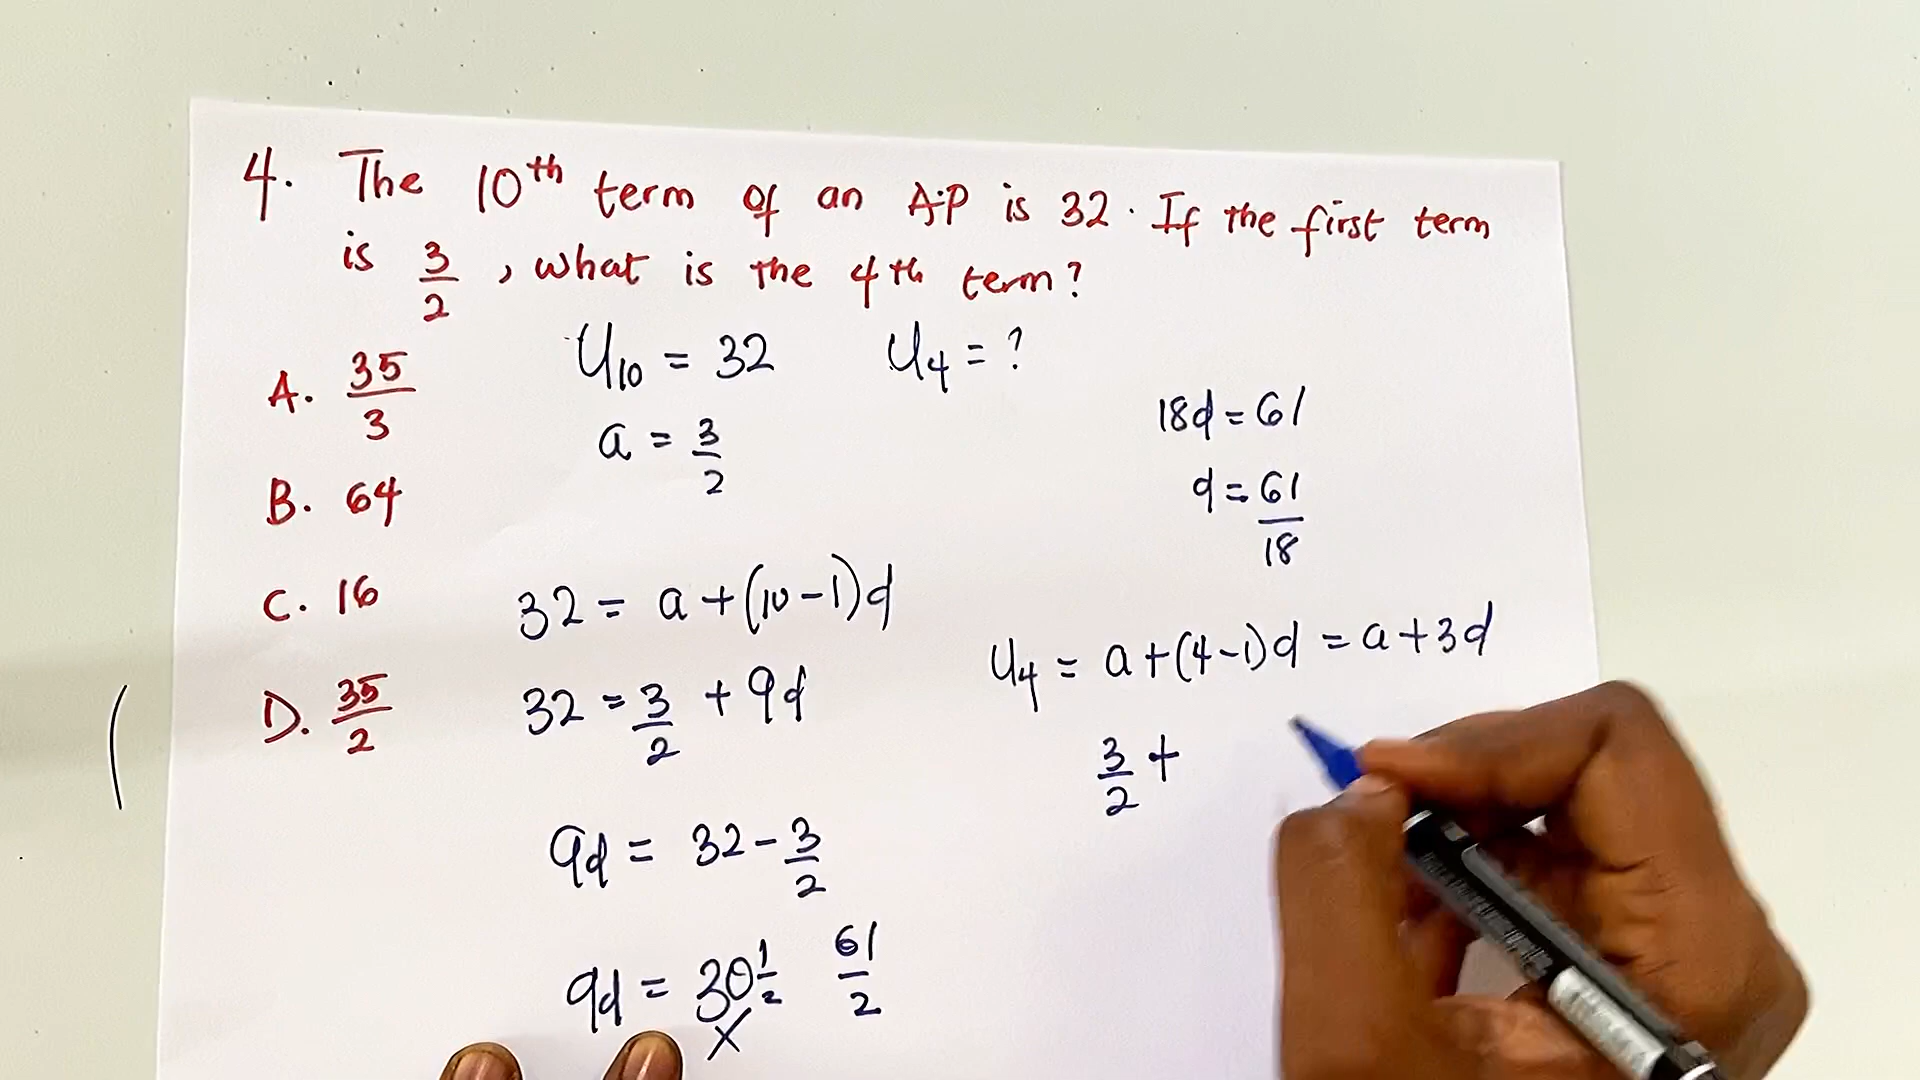 4. The 10th term of an A.P is 32. If the first term
is 3/2, what is the 4th term?
A. 35/3
B. 64
C. 16
D. 35/2
U10 = 32
U4 = ?
a = 3/2
32 = a + (10-1)d
32 = 3/2 + 9d
9d = 32 - 3/2
9d = 30 1/2 61/2
18d = 61
d = 61/18
U4 = a + (4-1)d = a + 3d
3/2 +